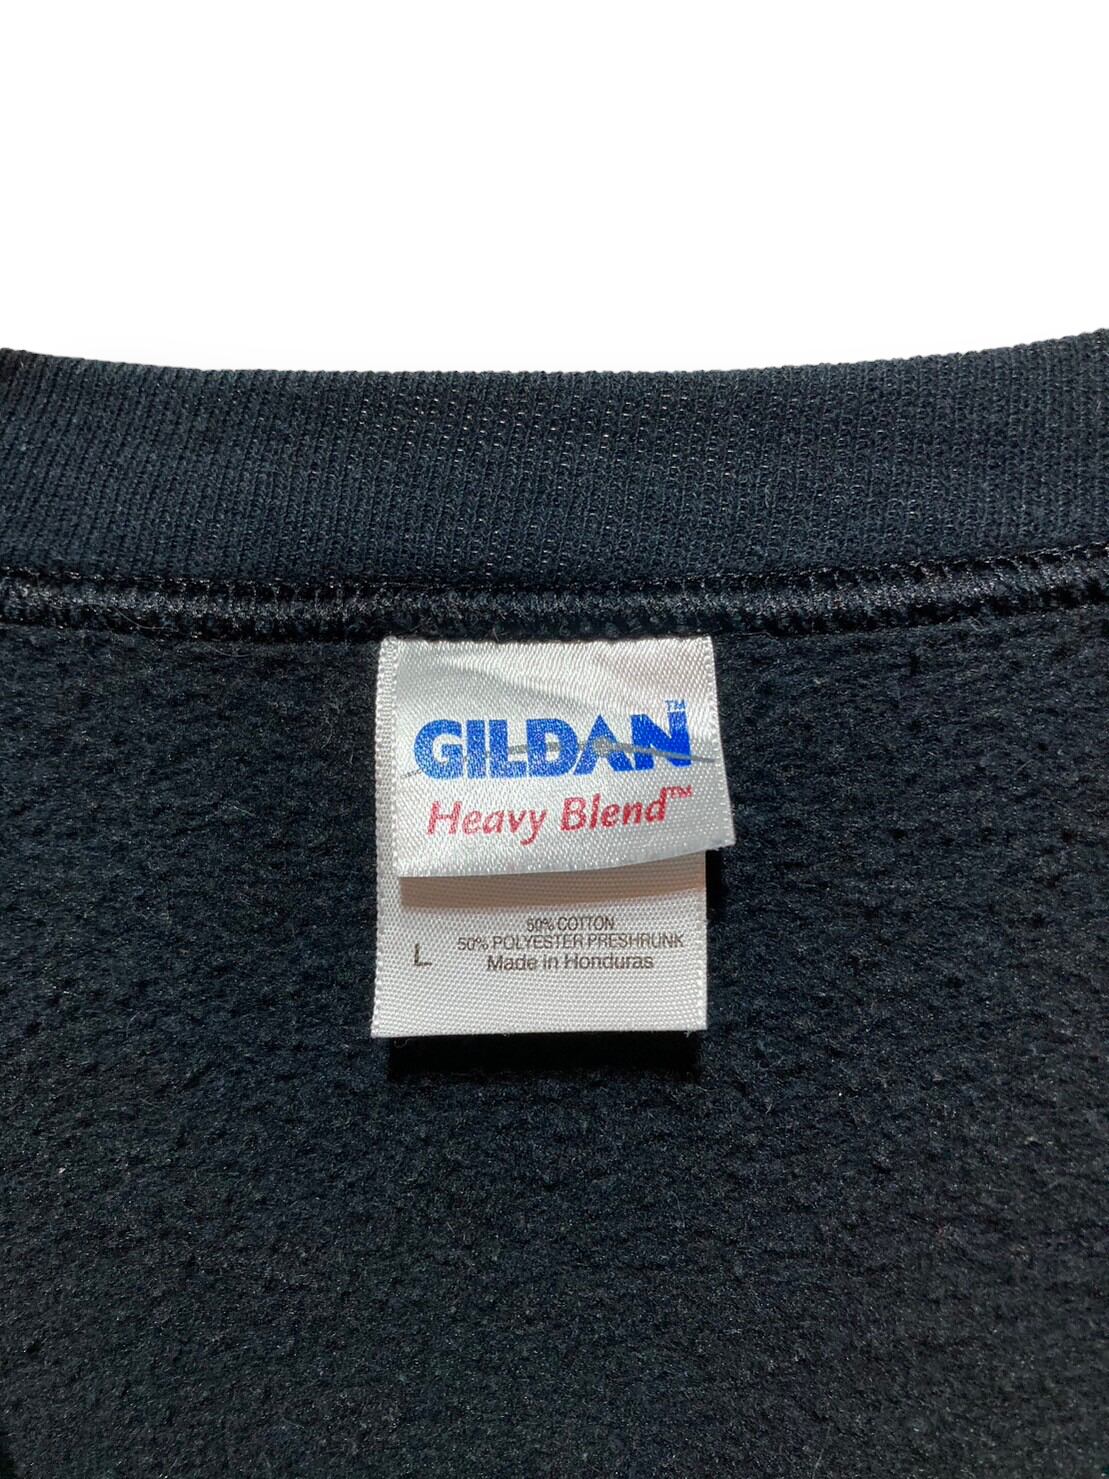 GILDAN™
Heavy Blend™
50% COTTON
50% POLYESTER PRESHRUNK
L Made in Honduras